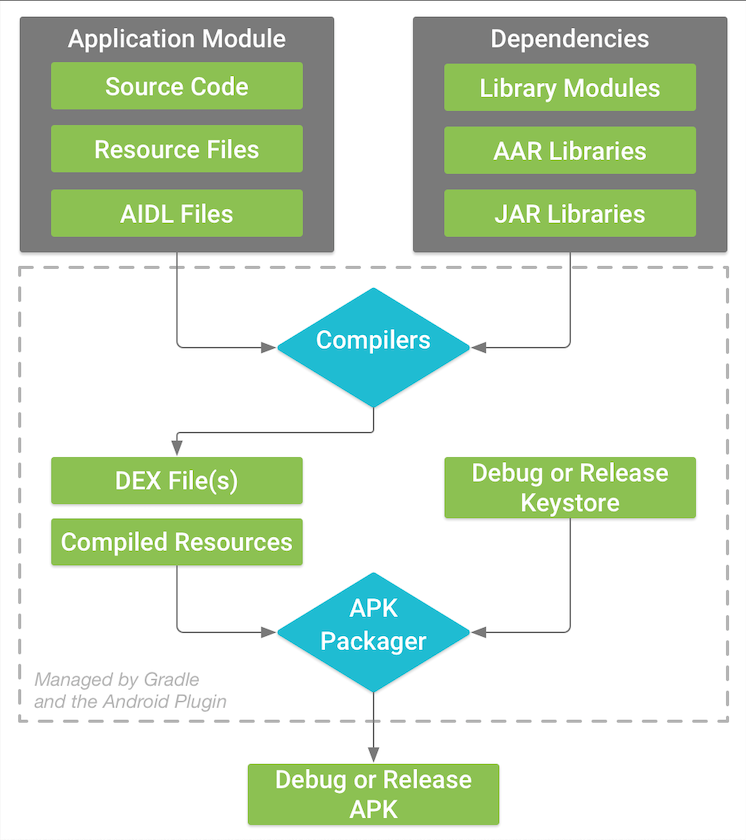 Application Module
Source Code
Resource Files
AIDL Files
Dependencies
Library Modules
AAR Libraries
JAR Libraries
Compilers
DEX File(s)
Compiled Resources
Debug or Release
Keystore
APK
Packager
Managed by Gradle
and the Android Plugin
Debug or Release
APK